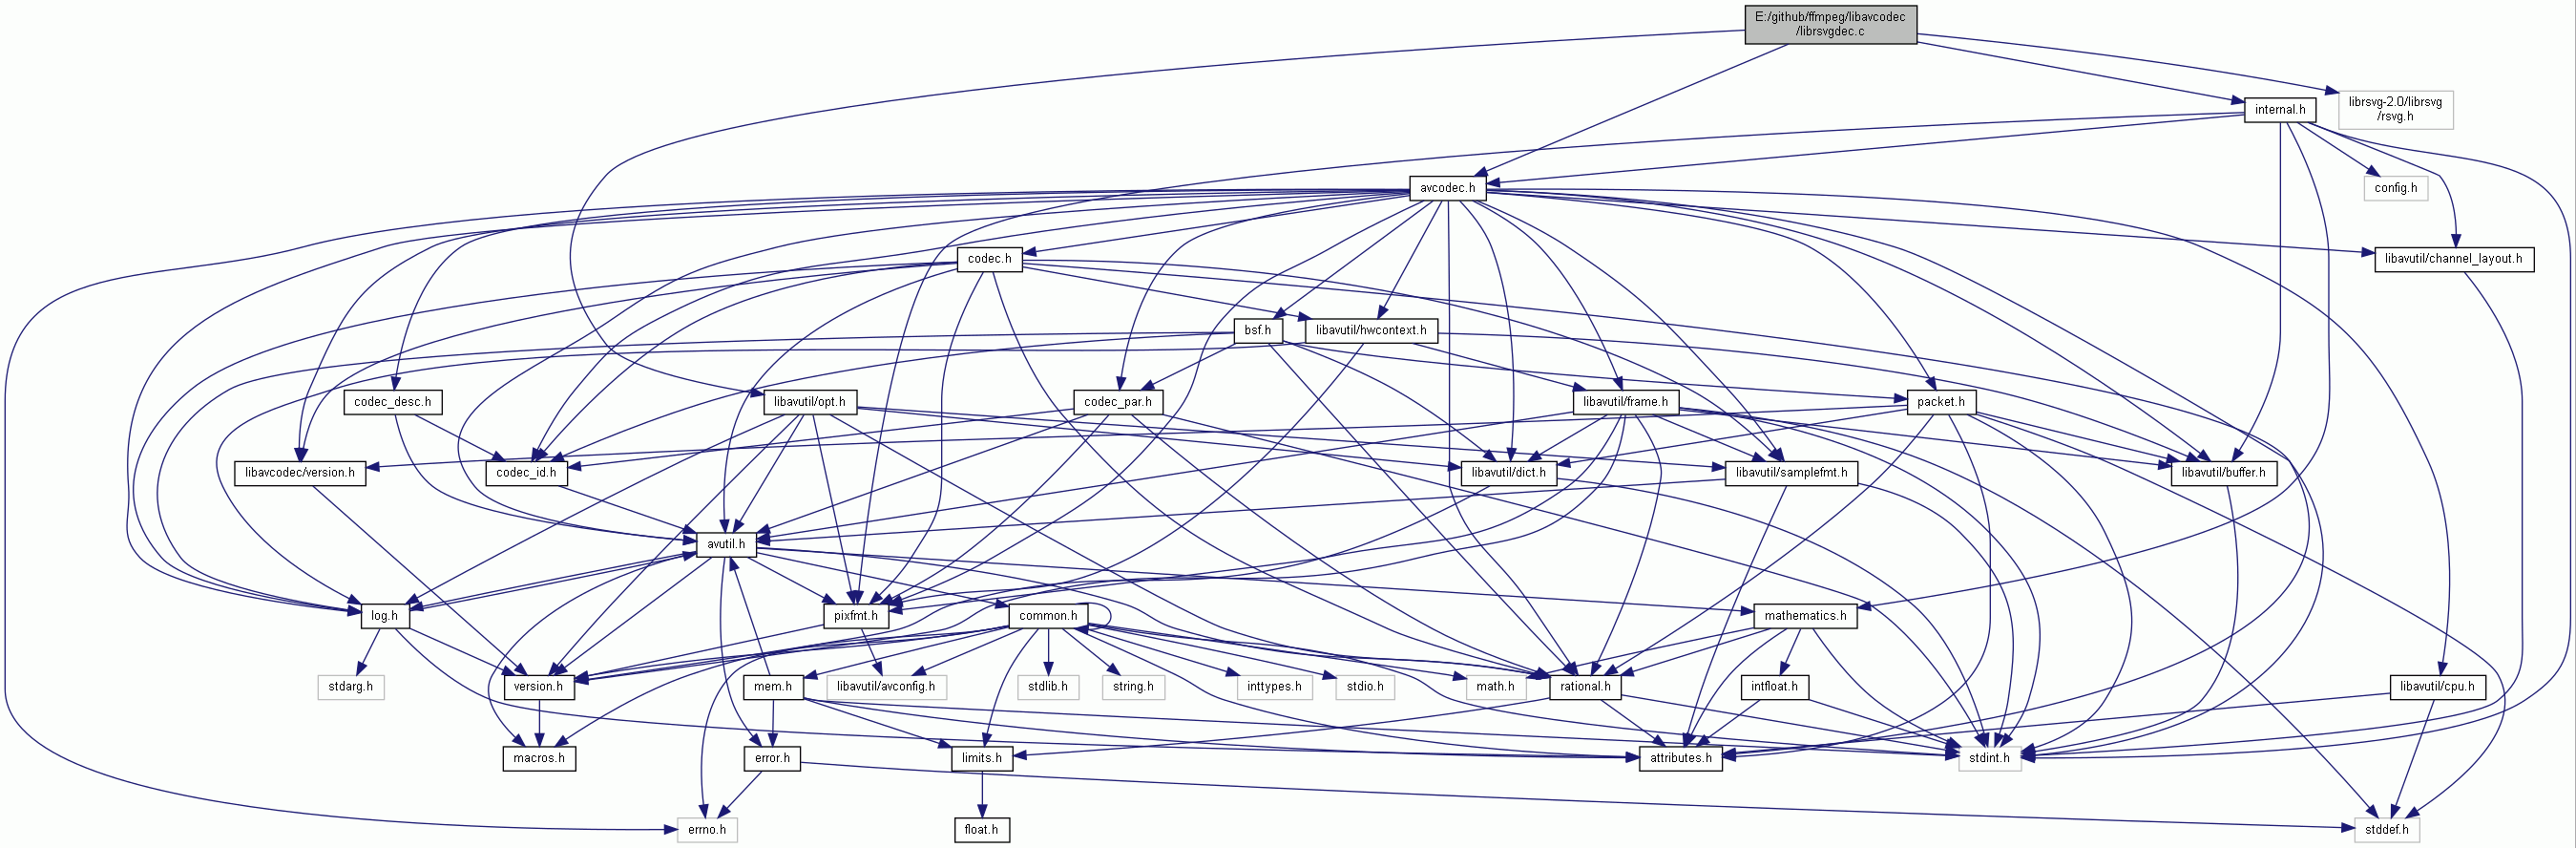 E:/github/ffmpeg/libavcodec
/librsvgdec.c
internal.h
librsvg-2.0/librsvg
/rsvg.h
avcodec.h
config.h
codec.h
libavutil/channel_layout.h
bsf.h
libavutil/hwcontext.h
codec_desc.h
libavutil/opt.h
codec_par.h
libavutil/frame.h
packet.h
libavcodec/version.h
codec_id.h
libavutil/dict.h
libavutil/samplefmt.h
libavutil/buffer.h
avutil.h
log.h
pixfmt.h
common.h
mathematics.h
stdarg.h
version.h
mem.h
libavutil/avconfig.h
stdlib.h
string.h
inttypes.h
stdio.h
math.h
rational.h
intfloat.h
libavutil/cpu.h
macros.h
error.h
limits.h
attributes.h
stdint.h
errno.h
float.h
stddef.h